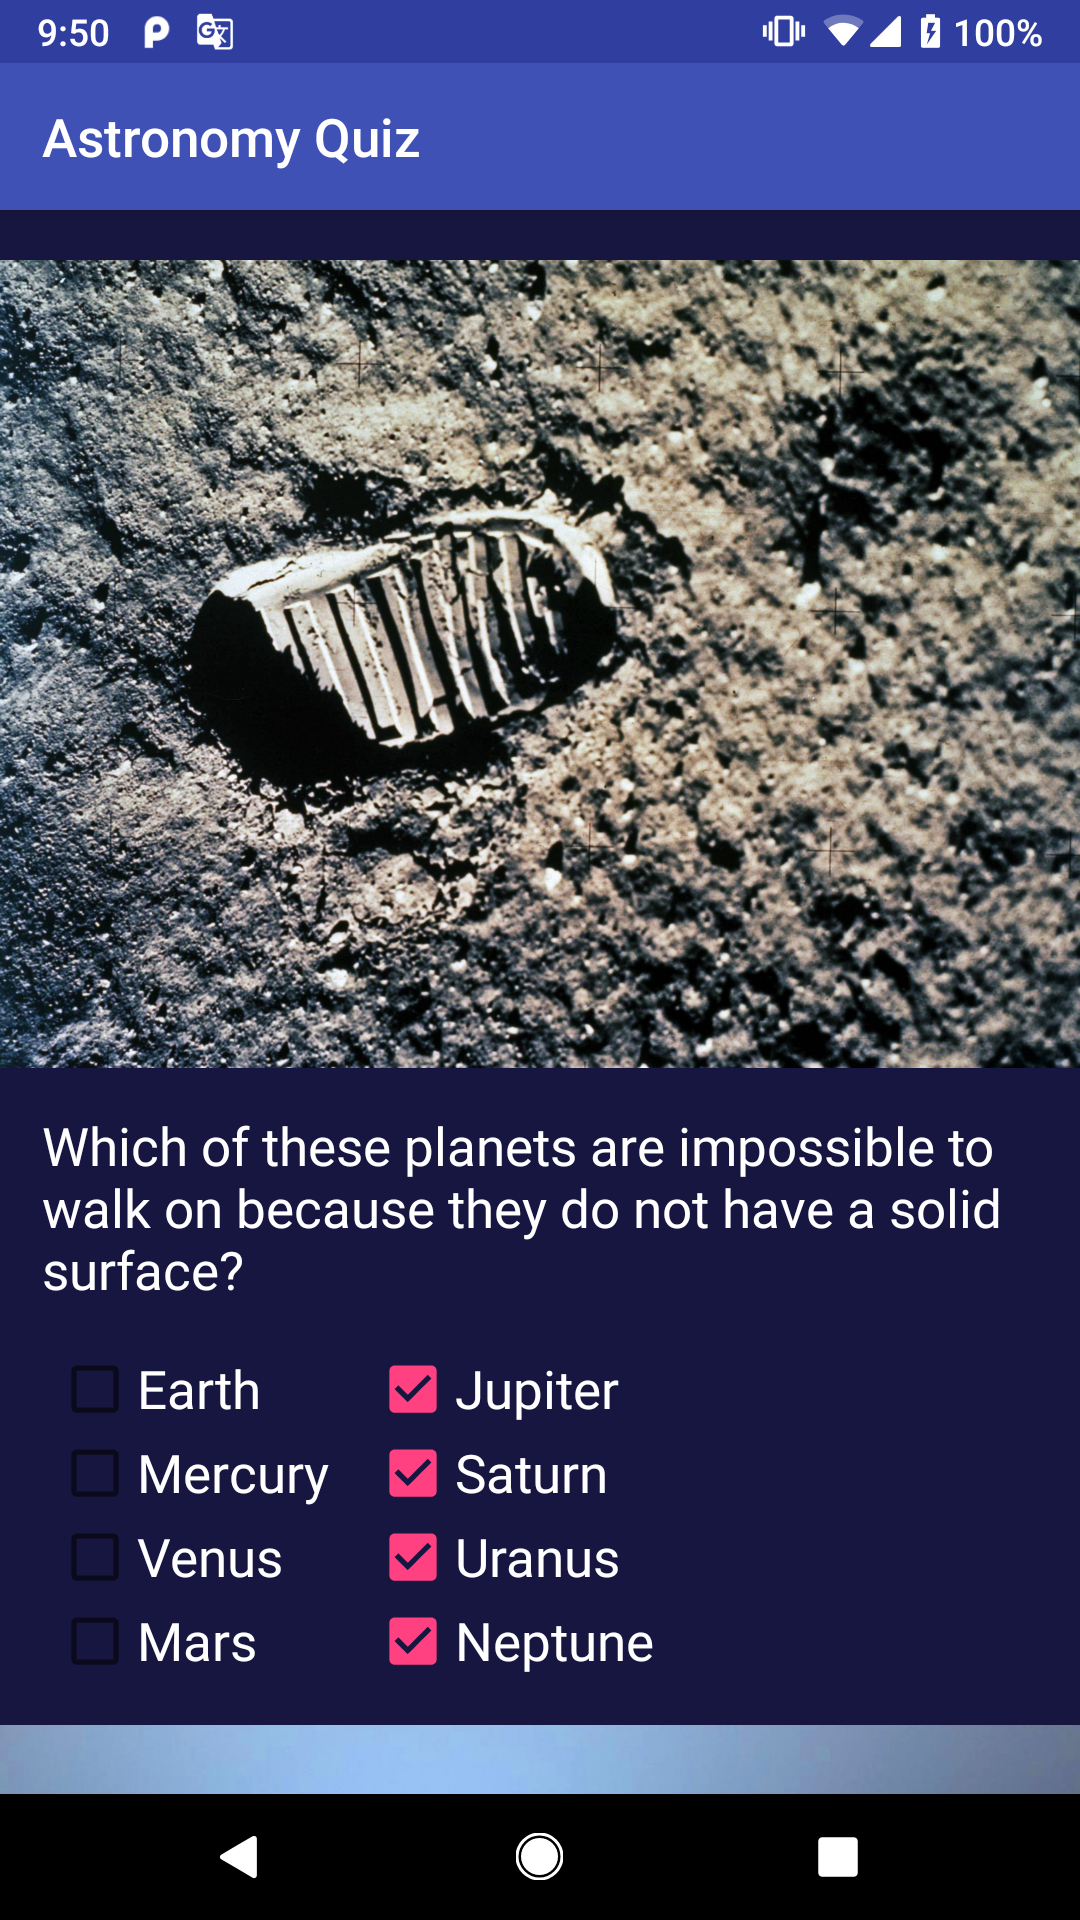 9:50 100%
Astronomy Quiz
Which of these planets are impossible to
walk on because they do not have a solid
surface?
Earth Jupiter
Mercury Saturn
Venus Uranus
Mars Neptune